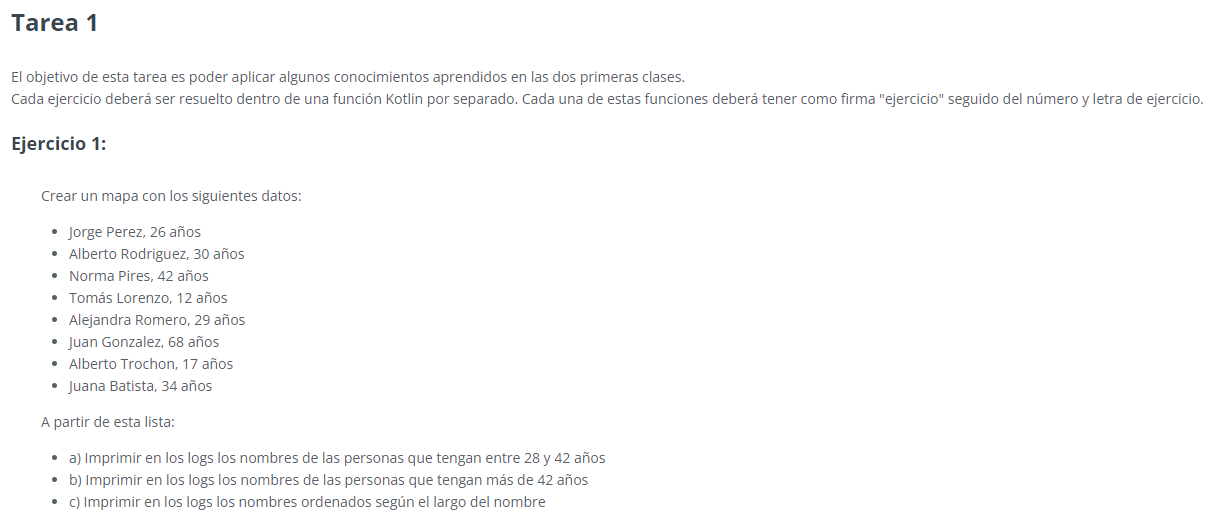 Tarea 1
El objetivo de esta tarea es poder aplicar algunos conocimientos aprendidos en las dos primeras clases.
Cada ejercicio deberá ser resuelto dentro de una función Kotlin por separado. Cada una de estas funciones deberá tener como firma "ejercicio" seguido del número y letra de ejercicio.
Ejercicio 1:
Crear un mapa con los siguientes datos:
• Jorge Perez, 26 años
• Alberto Rodriguez, 30 años
• Norma Pires, 42 años
• Tomás Lorenzo, 12 años
• Alejandra Romero, 29 años
• Juan Gonzalez, 68 años
• Alberto Trochon, 17 años
• Juana Batista, 34 años
A partir de esta lista:
• a) Imprimir en los logs los nombres de las personas que tengan entre 28 y 42 años
• b) Imprimir en los logs los nombres de las personas que tengan más de 42 años
• c) Imprimir en los logs los nombres ordenados según el largo del nombre